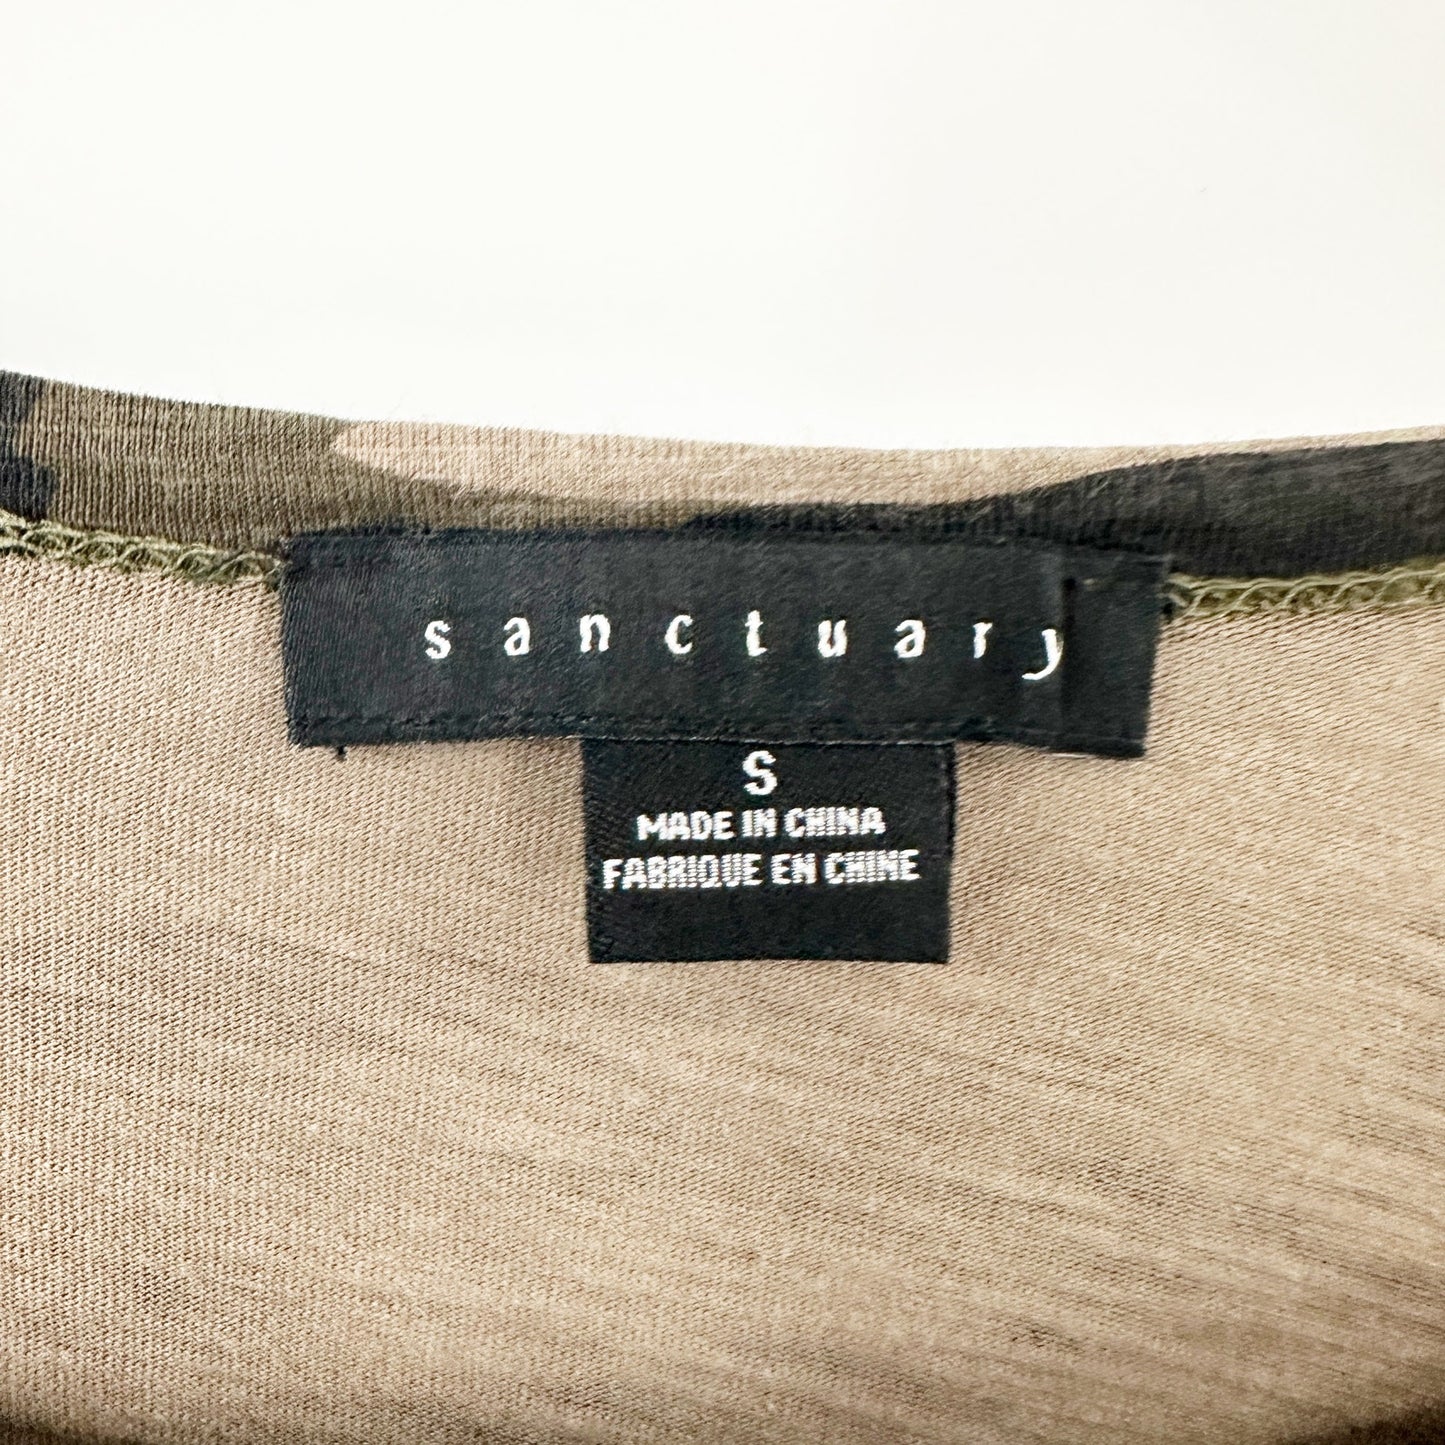 sanctuary
S
MADE IN CHINA
FABRIQUE EN CHINE